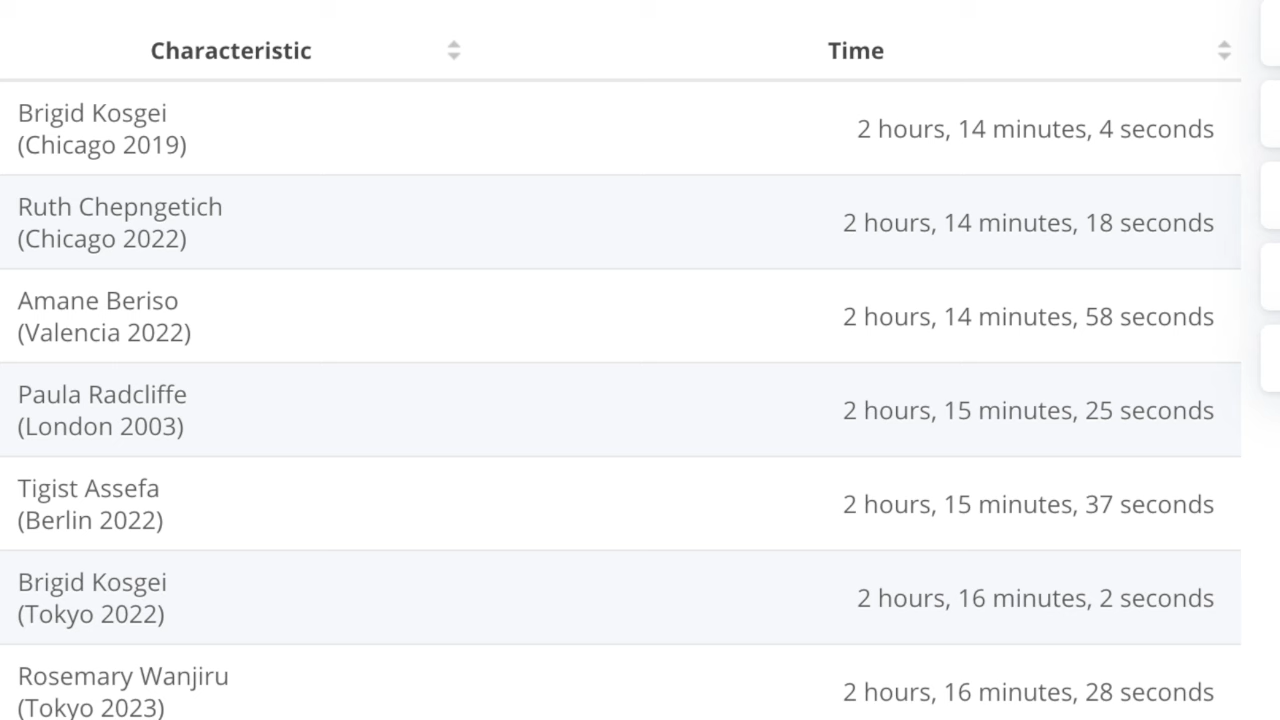 Characteristic Time
Brigid Kosgei
(Chicago 2019)
2 hours, 14 minutes, 4 seconds
Ruth Chepngetich
(Chicago 2022)
2 hours, 14 minutes, 18 seconds
Amane Beriso
(Valencia 2022)
2 hours, 14 minutes, 58 seconds
Paula Radcliffe
(London 2003)
2 hours, 15 minutes, 25 seconds
Tigist Assefa
(Berlin 2022)
2 hours, 15 minutes, 37 seconds
Brigid Kosgei
(Tokyo 2022)
2 hours, 16 minutes, 2 seconds
Rosemary Wanjiru
(Tokyo 2023)
2 hours, 16 minutes, 28 seconds